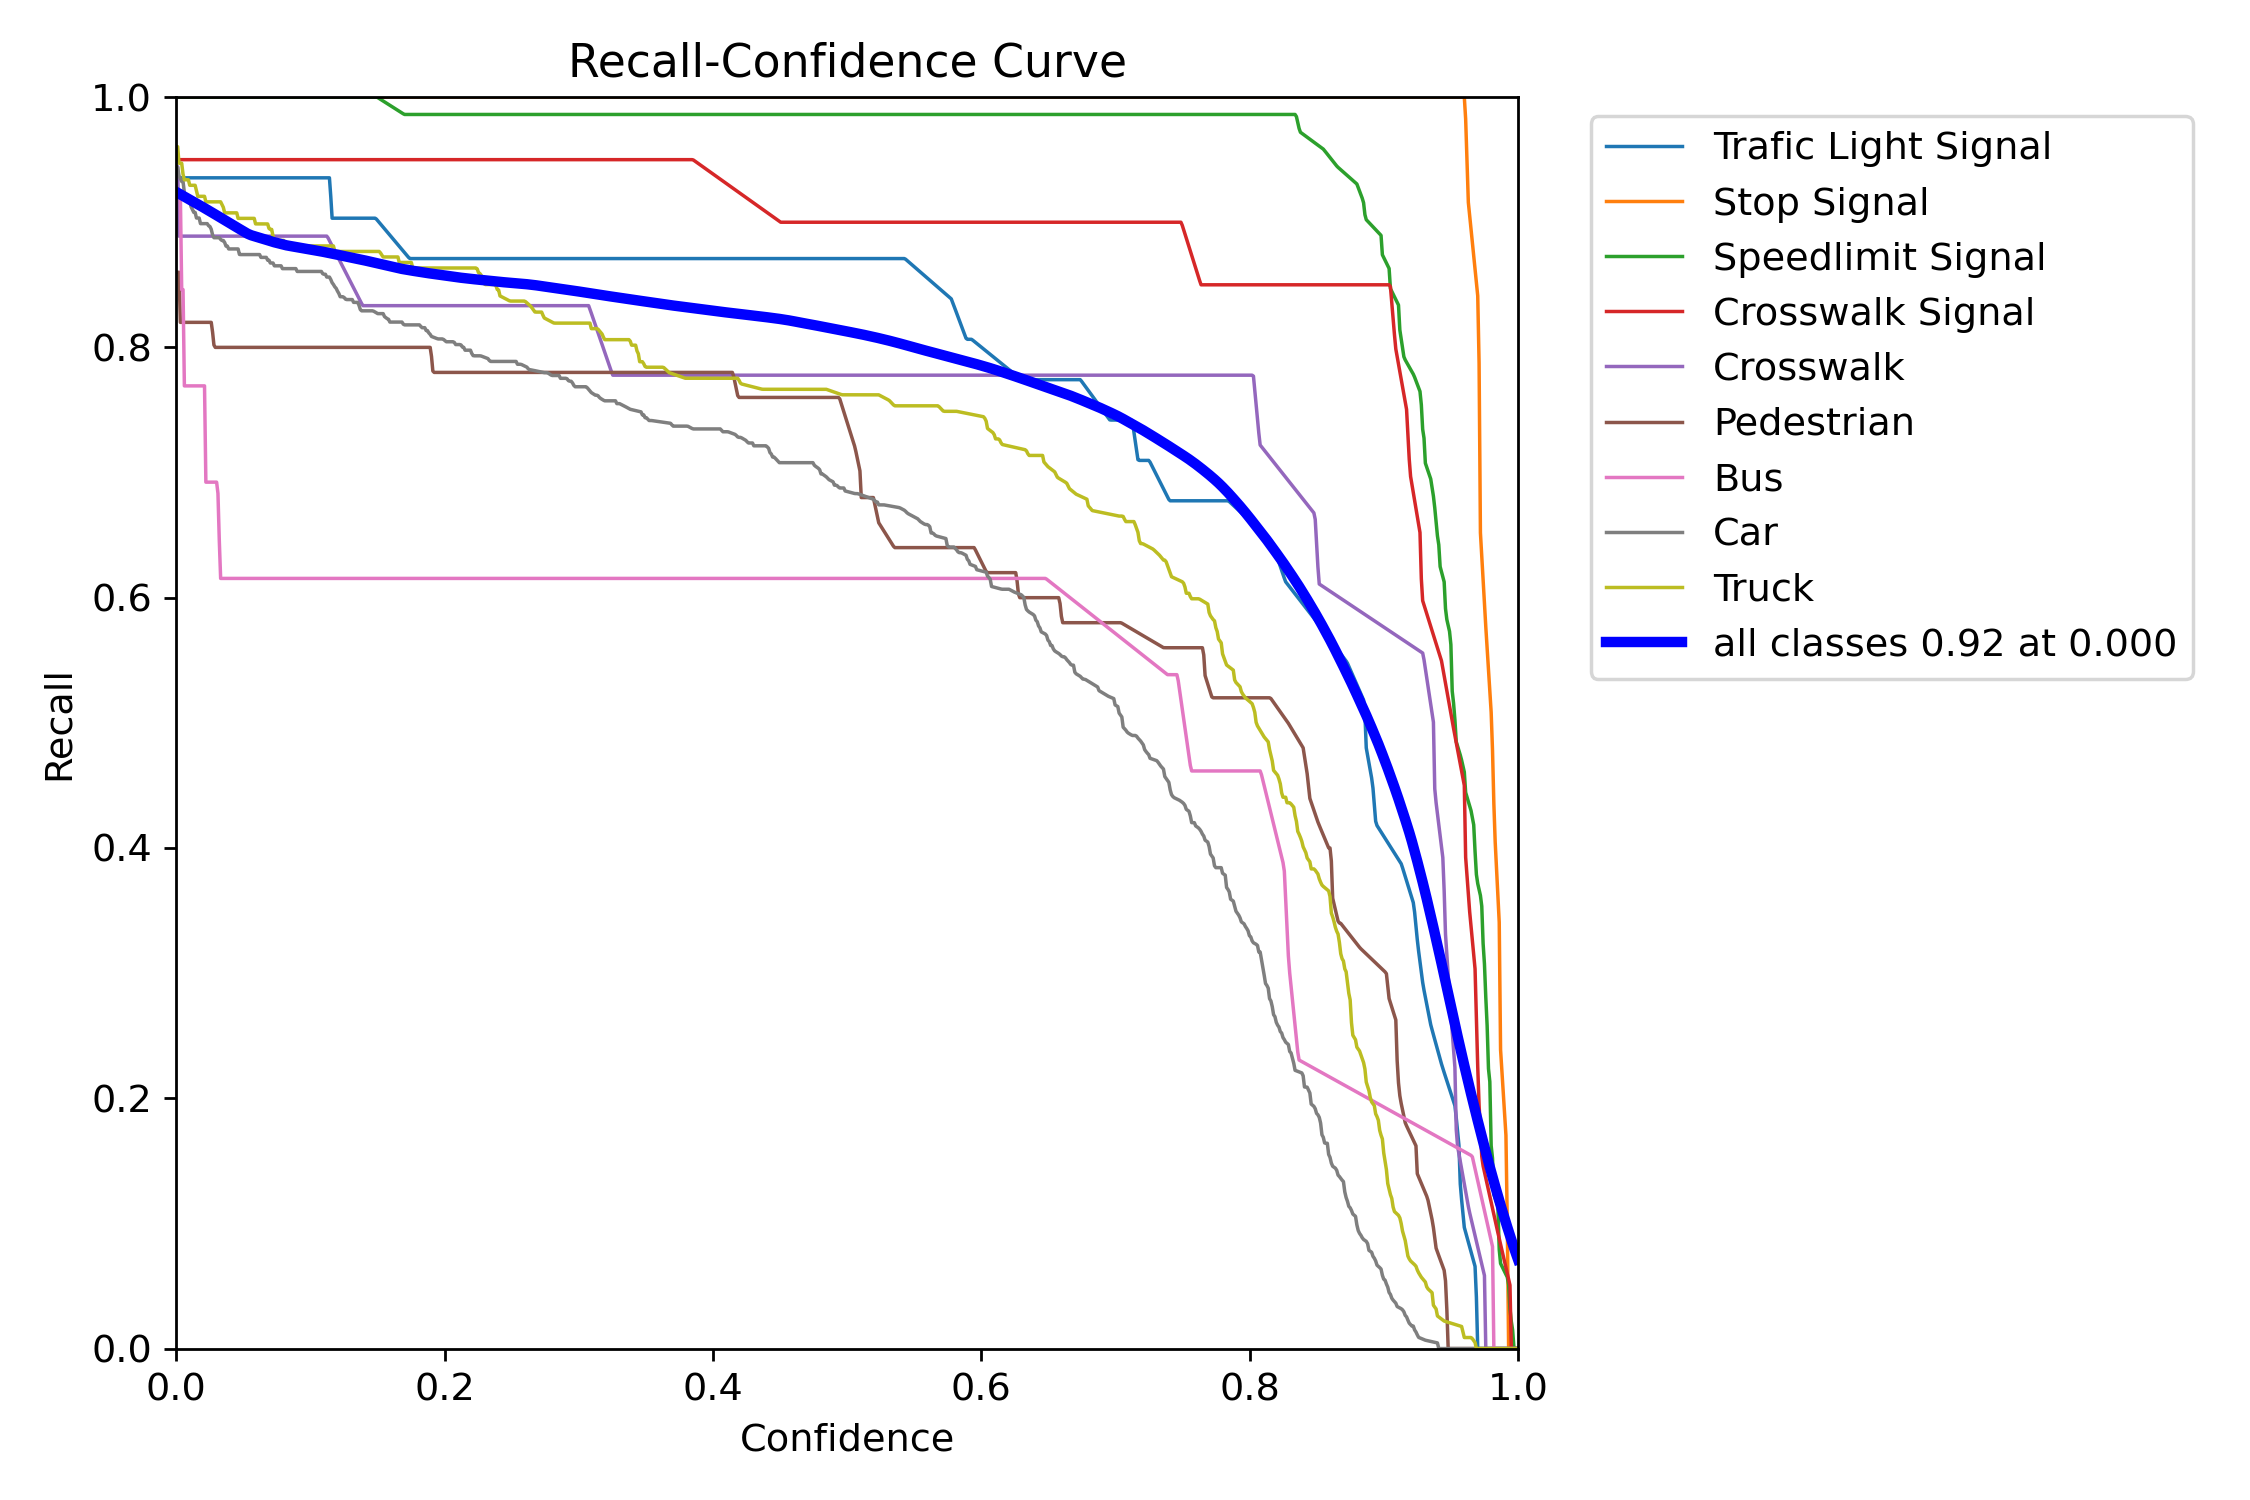 Recall-Confidence Curve
1.0
0.8
0.6
0.4
0.2
0.0
Recall
0.0 0.2 0.4 0.6 0.8 1.0
Confidence
Trafic Light Signal
Stop Signal
Speedlimit Signal
Crosswalk Signal
Crosswalk
Pedestrian
Bus
Car
Truck
all classes 0.92 at 0.000